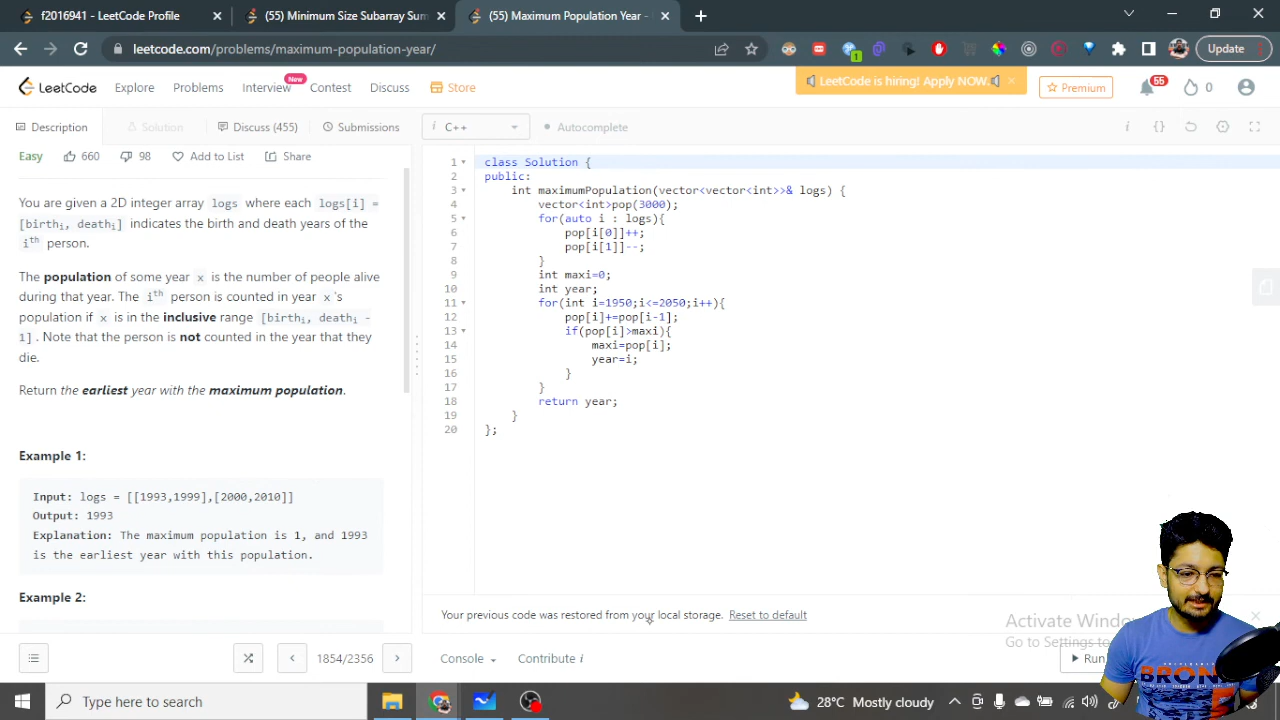 f2016941 - LeetCode Profile
(55) Minimum Size Subarray Sum
(55) Maximum Population Year -
leetcode.com/problems/maximum-population-year/
1
Update
LeetCode
Explore
Problems
Interview
New
Contest
Discuss
Store
LeetCode is hiring! Apply NOW.
Premium
55
0
Description
Solution
Discuss (455)
Submissions
i C++
Autocomplete
Easy
660
98
Add to List
Share
You are given a 2D integer array logs where each logs[i] =
[birthi, deathi] indicates the birth and death years of the
ith person.
The population of some year x is the number of people alive
during that year. The ith person is counted in year x's
population if x is in the inclusive range [birthi, deathi -
1]. Note that the person is not counted in the year that they
die.
Return the earliest year with the maximum population.
Example 1:
Input: logs = [[1993,1999],[2000,2010]]
Output: 1993
Explanation: The maximum population is 1, and 1993
is the earliest year with this population.
Example 2:
1 class Solution {
2 public:
3 int maximumPopulation(vector<vector<int>>& logs) {
4 vector<int>pop(3000);
5 for(auto i : logs){
6 pop[i[0]]++;
7 pop[i[1]]--;
8 }
9 int maxi=0;
10 int year;
11 for(int i=1950;i<=2050;i++){
12 pop[i]+=pop[i-1];
13 if(pop[i]>maxi){
14 maxi=pop[i];
15 year=i;
16 }
17 }
18 return year;
19 }
20 };
Your previous code was restored from your local storage. Reset to default
Activate Windo
Go to Settings to
1854/2356
Console
Contribute i
Run
Type here to search
28°C Mostly cloudy